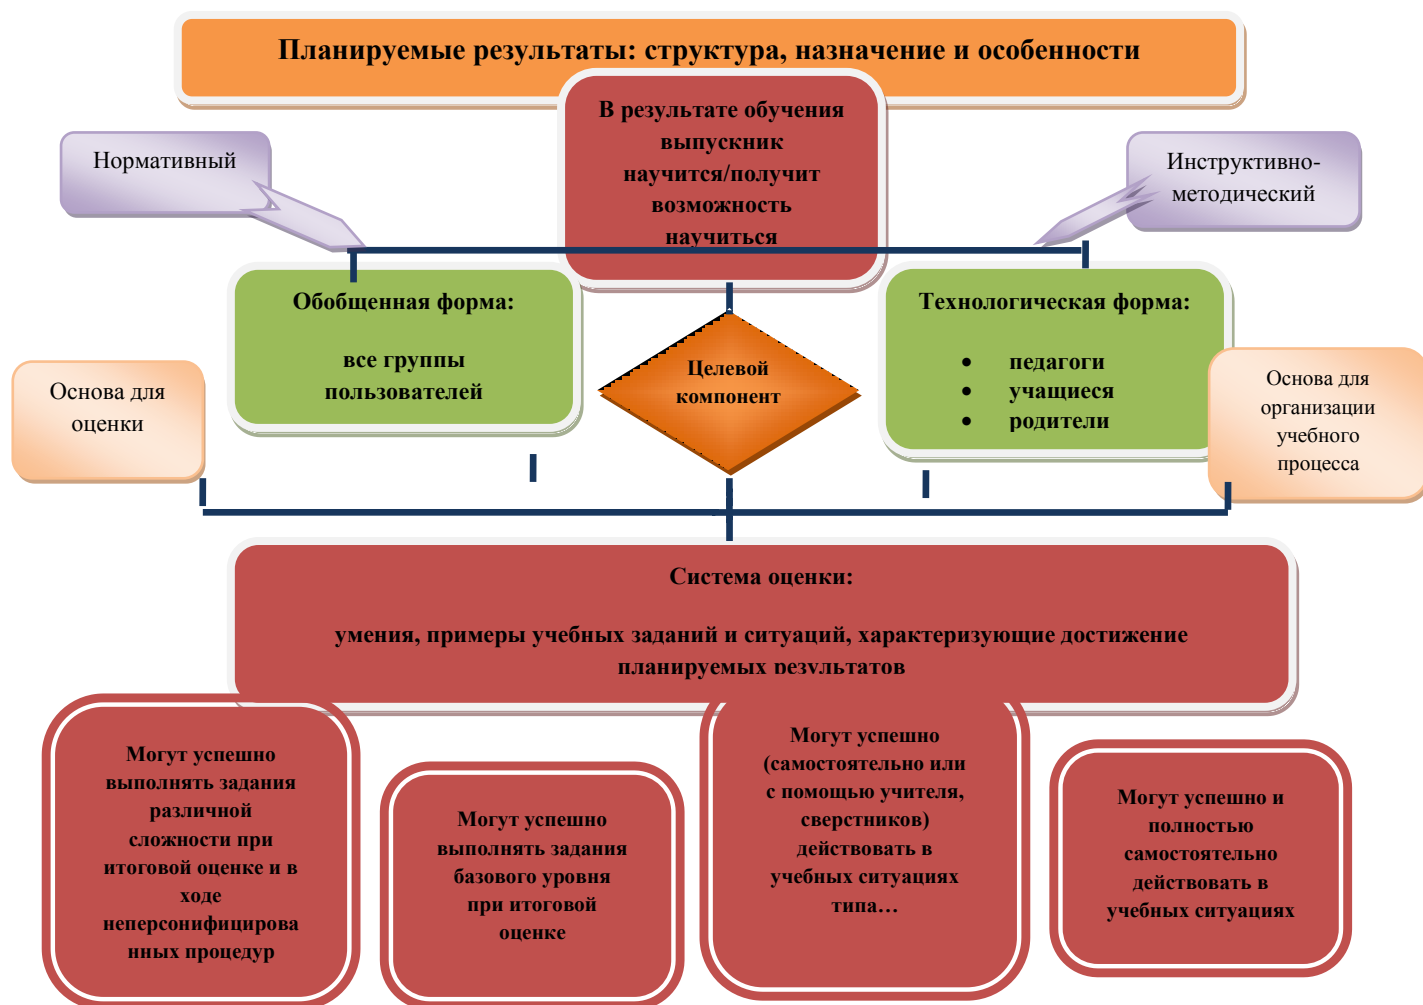 Планируемые результаты: структура, назначение и особенности
В результате обучения
выпускник
научится/получит
возможность
научиться
Нормативный
Инструктивно-
методический
Обобщенная форма:
все группы
пользователей
Целевой
компонент
Технологическая форма:
• педагоги
• учащиеся
• родители
Основа для
оценки
Основа для
организации
учебного
процесса
Система оценки:
умения, примеры учебных заданий и ситуаций, характеризующие достижение
планируемых результатов
Могут успешно
выполнять задания
различной
сложности при
итоговой оценке и в
ходе
неперсонифицирова
нных процедур
Могут успешно
выполнять задания
базового уровня
при итоговой
оценке
Могут успешно
(самостоятельно или
с помощью учителя,
сверстников)
действовать в
учебных ситуациях
типа…
Могут успешно и
полностью
самостоятельно
действовать в
учебных ситуациях